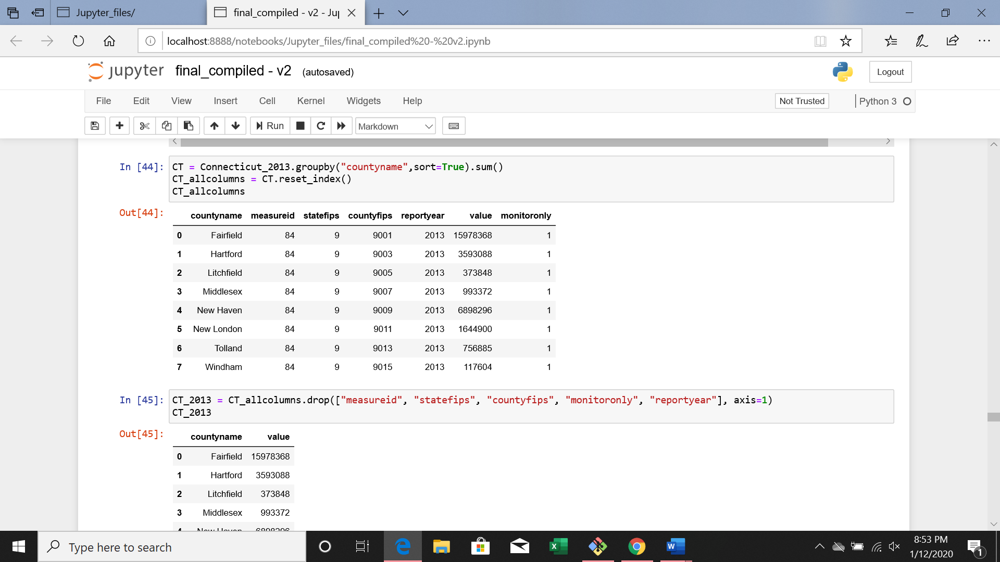 Jupyter_files/
final_compiled - v2 - Ju
localhost:8888/notebooks/Jupyter_files/final_compiled%20-%20v2.ipynb
jupyter final_compiled - v2 (autosaved)
Logout
File Edit View Insert Cell Kernel Widgets Help
Not Trusted
Python 3
Run
Markdown
In [44]:
CT = Connecticut_2013.groupby("countyname",sort=True).sum()
CT_allcolumns = CT.reset_index()
CT_allcolumns
Out[44]:
countyname measureid statefips countyfips reportyear value monitoronly
0 Fairfield 84 9 9001 2013 15978368 1
1 Hartford 84 9 9003 2013 3593088 1
2 Litchfield 84 9 9005 2013 373848 1
3 Middlesex 84 9 9007 2013 993372 1
4 New Haven 84 9 9009 2013 6898296 1
5 New London 84 9 9011 2013 1644900 1
6 Tolland 84 9 9013 2013 756885 1
7 Windham 84 9 9015 2013 117604 1
In [45]:
CT_2013 = CT_allcolumns.drop(["measureid", "statefips", "countyfips", "monitoronly", "reportyear"], axis=1)
CT_2013
Out[45]:
countyname value
0 Fairfield 15978368
1 Hartford 3593088
2 Litchfield 373848
3 Middlesex 993372
4 New Haven 6898296
Type here to search
8:53 PM
1/12/2020
1